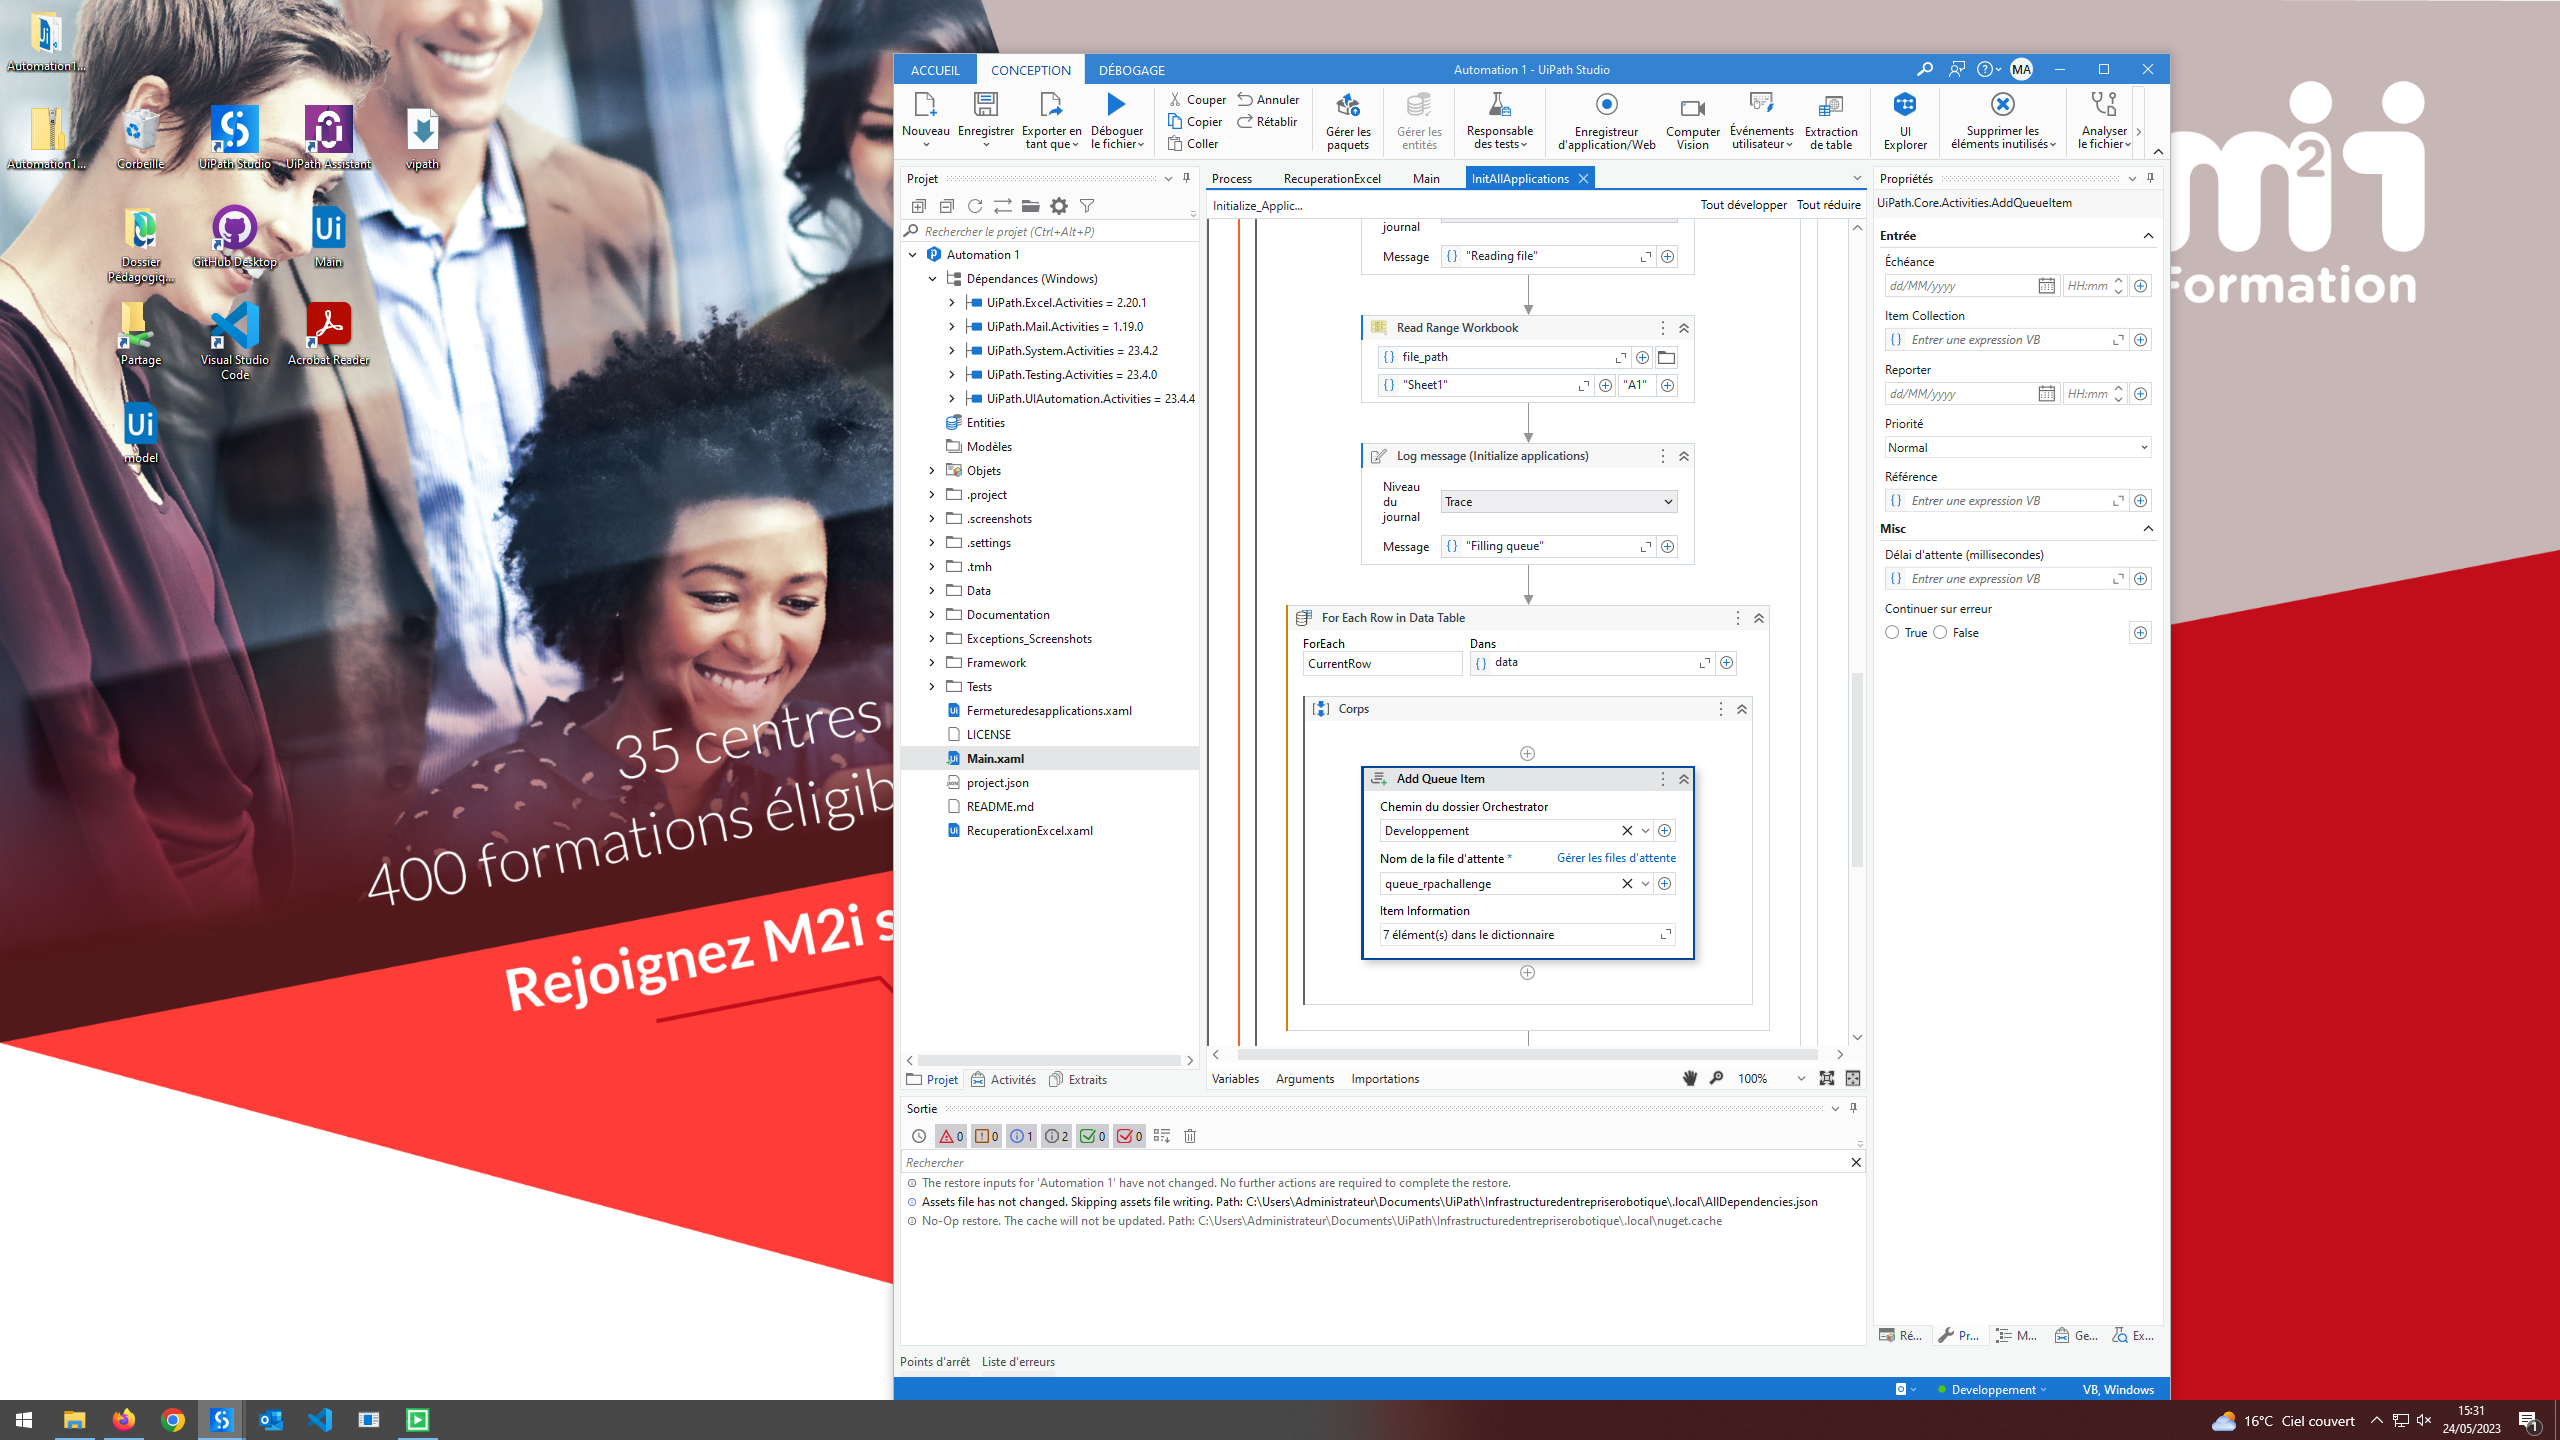 Automation1...
Automation1...
Corbeille
UiPath Studio
UiPath Assistant
vipath
Dossier
Pédagogiq...
GitHub Desktop
Main
Partage
Visual Studio
Code
Acrobat Reader
model
35 centres
400 formations éligib
Rejoignez M2i s
m2i
Formation
ACCUEIL
CONCEPTION
DÉBOGAGE
Automation 1 - UiPath Studio
MA
Nouveau
Enregistrer
Exporter en
tant que
Déboguer
le fichier
Couper
Copier
Coller
Annuler
Rétablir
Gérer les
paquets
Gérer les
entités
Responsable
des tests
Enregistreur
d'application/Web
Computer
Vision
Événements
utilisateur
Extraction
de table
UI
Explorer
Supprimer les
éléments inutilisés
Analyser
le fichier
Projet
Rechercher le projet (Ctrl+Alt+P)
Automation 1
Dépendances (Windows)
UiPath.Excel.Activities = 2.20.1
UiPath.Mail.Activities = 1.19.0
UiPath.System.Activities = 23.4.2
UiPath.Testing.Activities = 23.4.0
UiPath.UIAutomation.Activities = 23.4.4
Entities
Modèles
Objets
.project
.screenshots
.settings
.tmh
Data
Documentation
Exceptions_Screenshots
Framework
Tests
Fermeturedesapplications.xaml
LICENSE
Main.xaml
project.json
README.md
RecuperationExcel.xaml
Projet
Activités
Extraits
Process
RecuperationExcel
Main
InitAllApplications
Initialize_Applic...
Tout développer
Tout réduire
journal
Message
"Reading file"
Read Range Workbook
file_path
"Sheet1"
"A1"
Log message (Initialize applications)
Niveau
du
journal
Trace
Message
"Filling queue"
For Each Row in Data Table
ForEach
Dans
CurrentRow
data
Corps
Add Queue Item
Chemin du dossier Orchestrator
Developpement
Nom de la file d'attente *
Gérer les files d'attente
queue_rpachallenge
Item Information
7 élément(s) dans le dictionnaire
Variables
Arguments
Importations
100%
Propriétés
UiPath.Core.Activities.AddQueueItem
Entrée
Échéance
dd/MM/yyyy
HH:mm
Item Collection
Entrer une expression VB
Reporter
dd/MM/yyyy
HH:mm
Priorité
Normal
Référence
Entrer une expression VB
Misc
Délai d'attente (millisecondes)
Entrer une expression VB
Continuer sur erreur
True
False
Ré...
Pr...
M...
Ge...
Ex...
Sortie
0
0
1
2
0
0
Rechercher
The restore inputs for 'Automation 1' have not changed. No further actions are required to complete the restore.
Assets file has not changed. Skipping assets file writing. Path: C:\Users\Administrateur\Documents\UiPath\Infrastructuredentrepriserobotique\.local\AllDependencies.json
No-Op restore. The cache will not be updated. Path: C:\Users\Administrateur\Documents\UiPath\Infrastructuredentrepriserobotique\.local\nuget.cache
Points d'arrêt
Liste d'erreurs
Developpement
VB, Windows
16°C Ciel couvert
15:31
24/05/2023
1